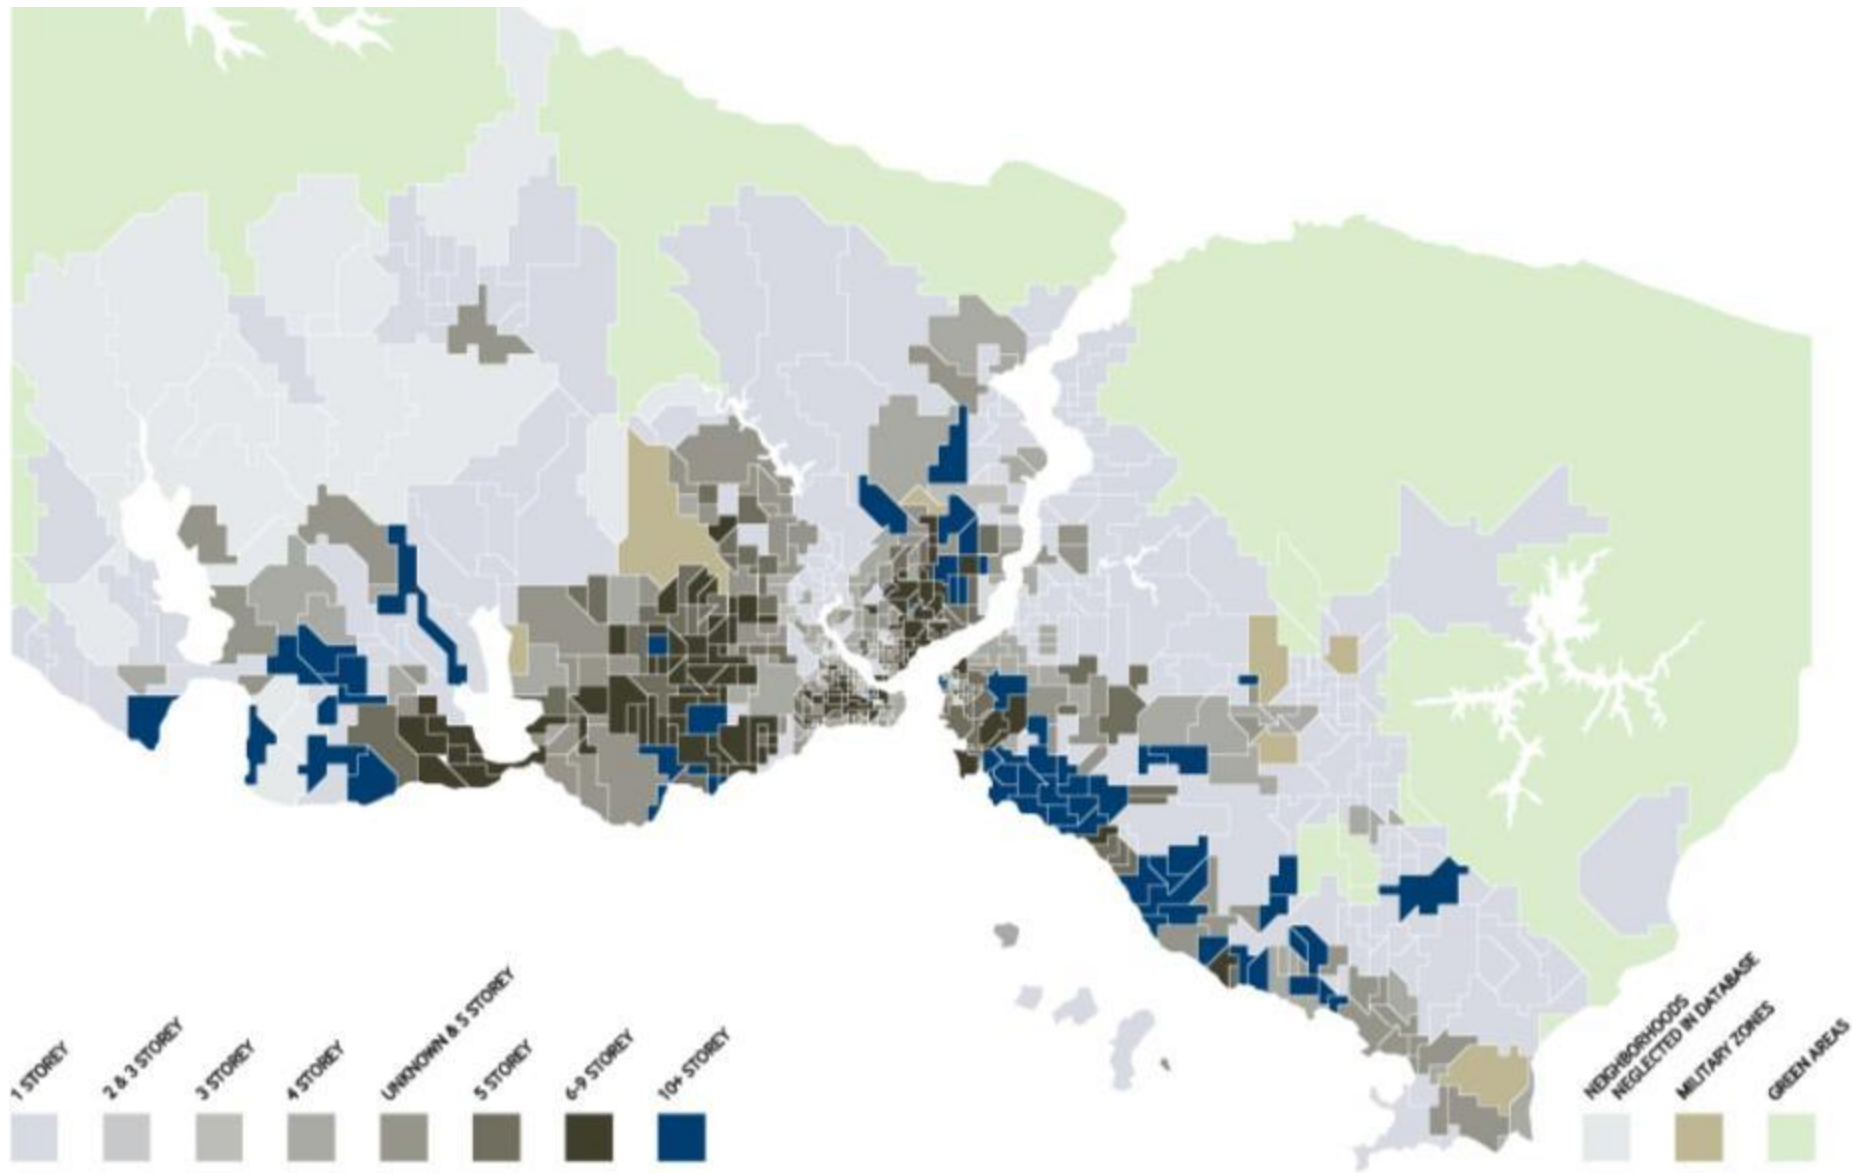 1 STOREY
2 & 3 STOREY
3 STOREY
4 STOREY
UNKNOWN & 5 STOREY
5 STOREY
6-9 STOREY
10+ STOREY
NEIGHBORHOODS
NEGLECTED IN DATABASE
MILITARY ZONES
GREEN AREAS